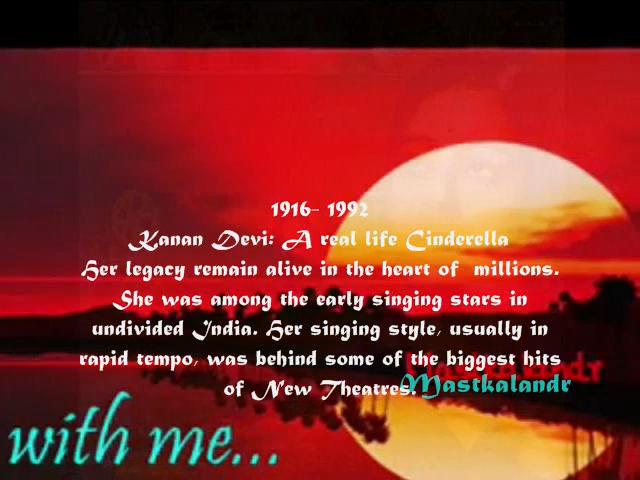 1916- 1992
Kanan Devi: A real life Cinderella
Her legacy remain alive in the heart of millions.
She was among the early singing stars in
undivided India. Her singing style, usually in
rapid tempo, was behind some of the biggest hits
of New Theatres.
Mastkalandr
Mastkalandr
with me...